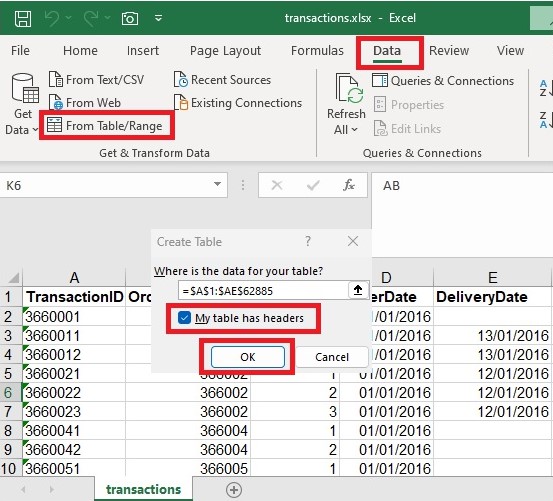 transactions.xlsx - Excel
File Home Insert Page Layout Formulas Data Review View
From Text/CSV Recent Sources Queries & Connections
From Web Existing Connections Properties
Get Data From Table/Range Refresh All Edit Links
Get & Transform Data Queries & Connections
K6 fx AB
Create Table ? ×
Where is the data for your table?
=$A$1:$AE$62885
My table has headers
OK Cancel
A D E
1 TransactionID DeliveryDate
2 3660001 01/2016
3 3660011 01/2016 13/01/2016
4 3660012 01/2016 13/01/2016
5 3660021 366002 1 01/01/2016 12/01/2016
6 3660022 366002 2 01/01/2016 12/01/2016
7 3660023 366002 3 01/01/2016 12/01/2016
8 3660041 366004 1 01/01/2016
9 3660042 366004 2 01/01/2016
10 3660051 366005 1 01/01/2016
transactions